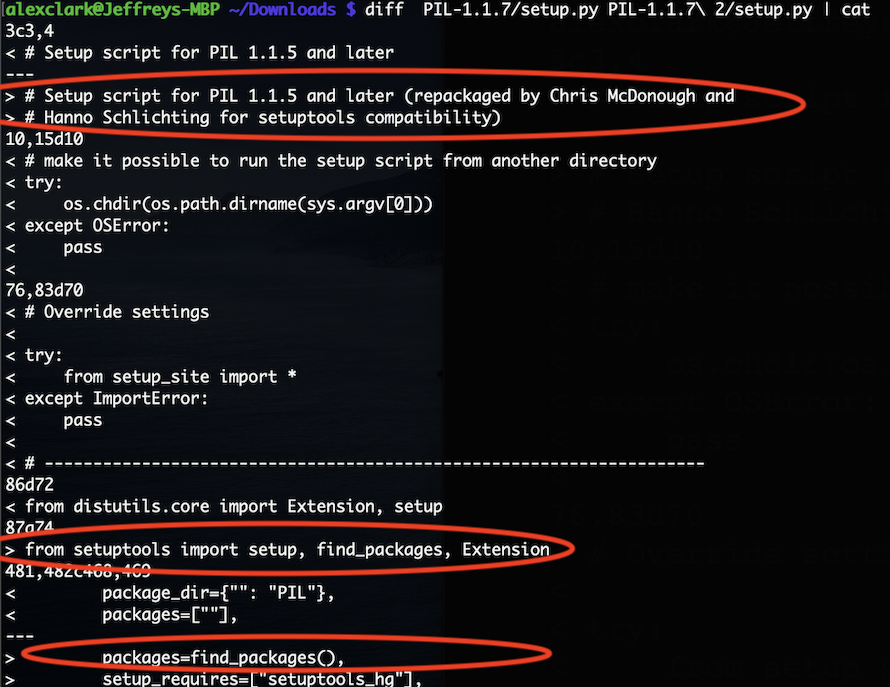 alexclark@Jeffreys-MBP ~/Downloads $ diff  PIL-1.1.7/setup.py PIL-1.1.7\ 2/setup.py | cat
3c3,4
< # Setup script for PIL 1.1.5 and later
---
> # Setup script for PIL 1.1.5 and later (repackaged by Chris McDonough and
> # Hanno Schlichting for setuptools compatibility)
10,15d10
< # make it possible to run the setup script from another directory
< try:
<     os.chdir(os.path.dirname(sys.argv[0]))
< except OSError:
<     pass
<
76,83d70
< # Override settings
<
< try:
<     from setup_site import *
< except ImportError:
<     pass
<
< # --------------------------------------------------------------------
86d72
< from distutils.core import Extension, setup
87a74
> from setuptools import setup, find_packages, Extension
481,482c468,469
<         package_dir={"": "PIL"},
<         packages=[""],
---
>         packages=find_packages(),
>         setup_requires=["setuptools_hg"],